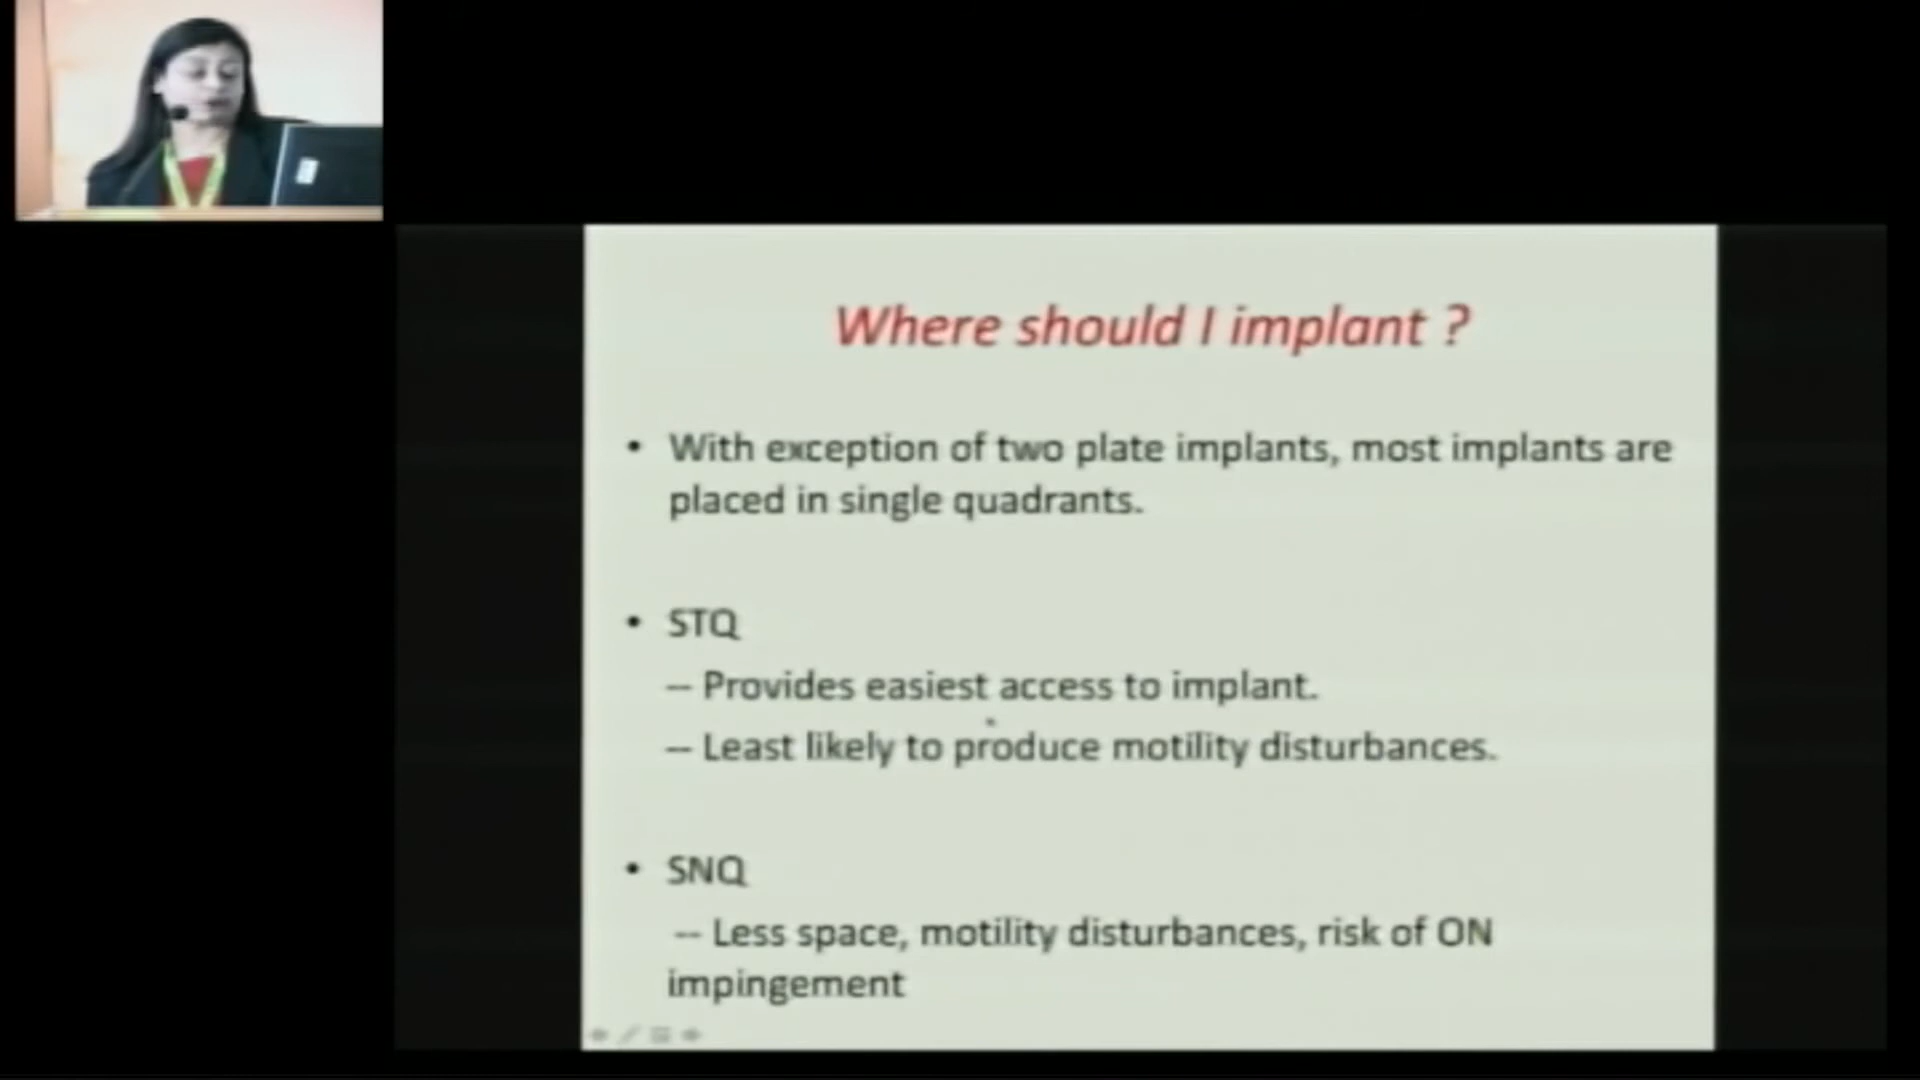 Where should I implant ?
• With exception of two plate implants, most implants are
placed in single quadrants.
• STQ
-- Provides easiest access to implant.
-- Least likely to produce motility disturbances.
• SNQ
-- Less space, motility disturbances, risk of ON
impingement